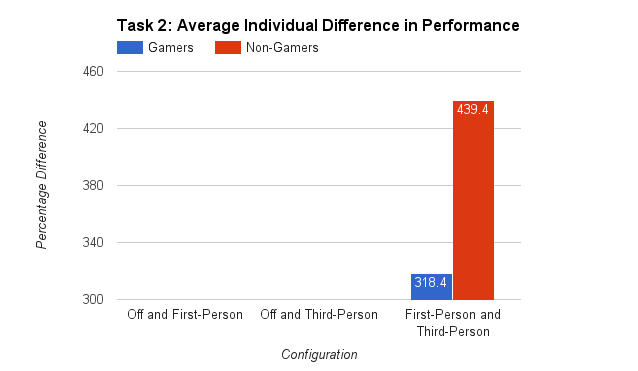 Task 2: Average Individual Difference in Performance
Gamers
Non-Gamers
Percentage Difference
460
420
380
340
300
439.4
318.4
Off and First-Person
Off and Third-Person
First-Person and
Third-Person
Configuration